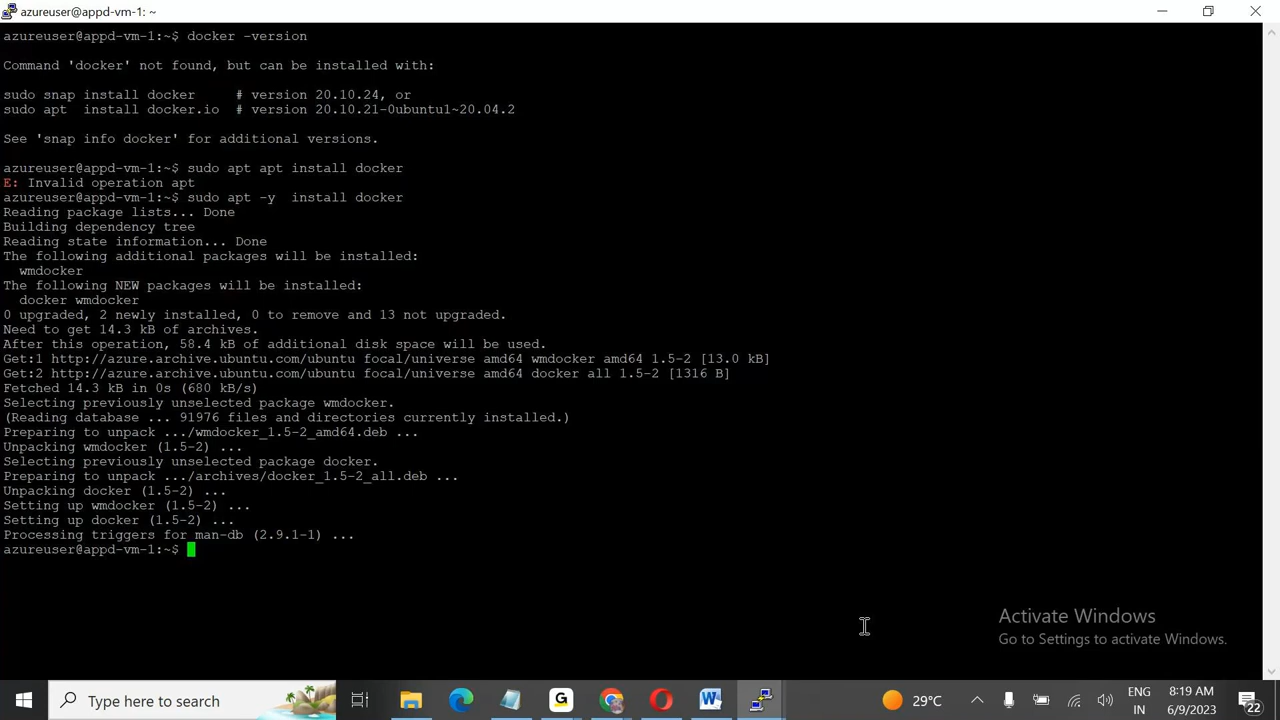 azureuser@appd-vm-1: ~
azureuser@appd-vm-1:~$ docker -version
Command 'docker' not found, but can be installed with:
sudo snap install docker     # version 20.10.24, or
sudo apt  install docker.io  # version 20.10.21-0ubuntu1~20.04.2
See 'snap info docker' for additional versions.
azureuser@appd-vm-1:~$ sudo apt apt install docker
E: Invalid operation apt
azureuser@appd-vm-1:~$ sudo apt -y  install docker
Reading package lists... Done
Building dependency tree
Reading state information... Done
The following additional packages will be installed:
  wmdocker
The following NEW packages will be installed:
  docker wmdocker
0 upgraded, 2 newly installed, 0 to remove and 13 not upgraded.
Need to get 14.3 kB of archives.
After this operation, 58.4 kB of additional disk space will be used.
Get:1 http://azure.archive.ubuntu.com/ubuntu focal/universe amd64 wmdocker amd64 1.5-2 [13.0 kB]
Get:2 http://azure.archive.ubuntu.com/ubuntu focal/universe amd64 docker all 1.5-2 [1316 B]
Fetched 14.3 kB in 0s (680 kB/s)
Selecting previously unselected package wmdocker.
(Reading database ... 91976 files and directories currently installed.)
Preparing to unpack .../wmdocker_1.5-2_amd64.deb ...
Unpacking wmdocker (1.5-2) ...
Selecting previously unselected package docker.
Preparing to unpack .../archives/docker_1.5-2_all.deb ...
Unpacking docker (1.5-2) ...
Setting up wmdocker (1.5-2) ...
Setting up docker (1.5-2) ...
Processing triggers for man-db (2.9.1-1) ...
azureuser@appd-vm-1:~$
Activate Windows
Go to Settings to activate Windows.
Type here to search
G
W
29°C
ENG
IN
8:19 AM
6/9/2023
22